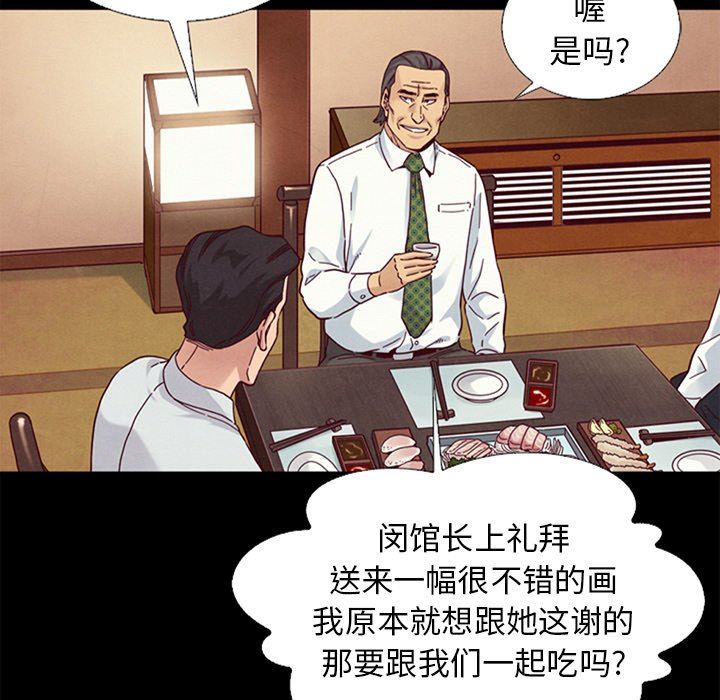 喔
是吗?
闵馆长上礼拜
送来一幅很不错的画
我原本就想跟她这谢的
那要跟我们一起吃吗?